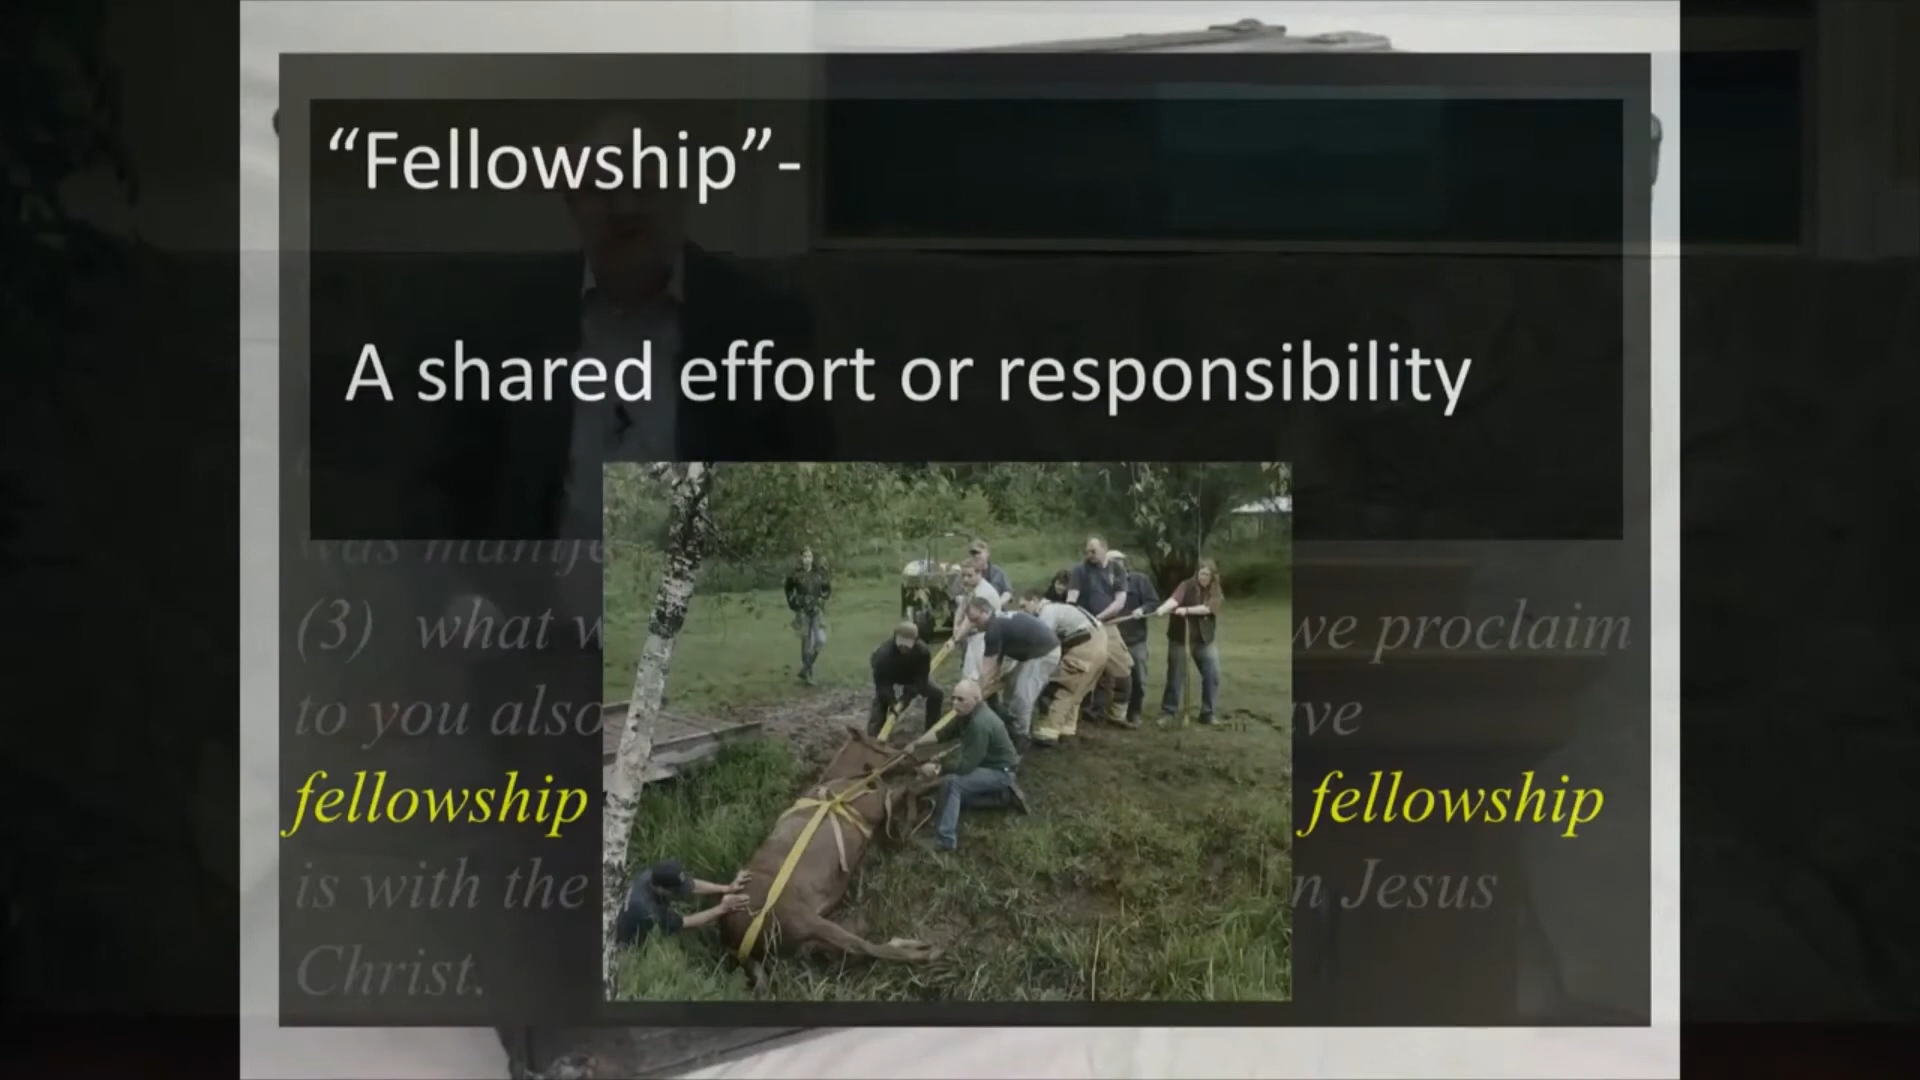 “Fellowship”-
A shared effort or responsibility
was
(3) what we proclaim
to you also
fellowship fellowship
is with the Jesus
Christ.